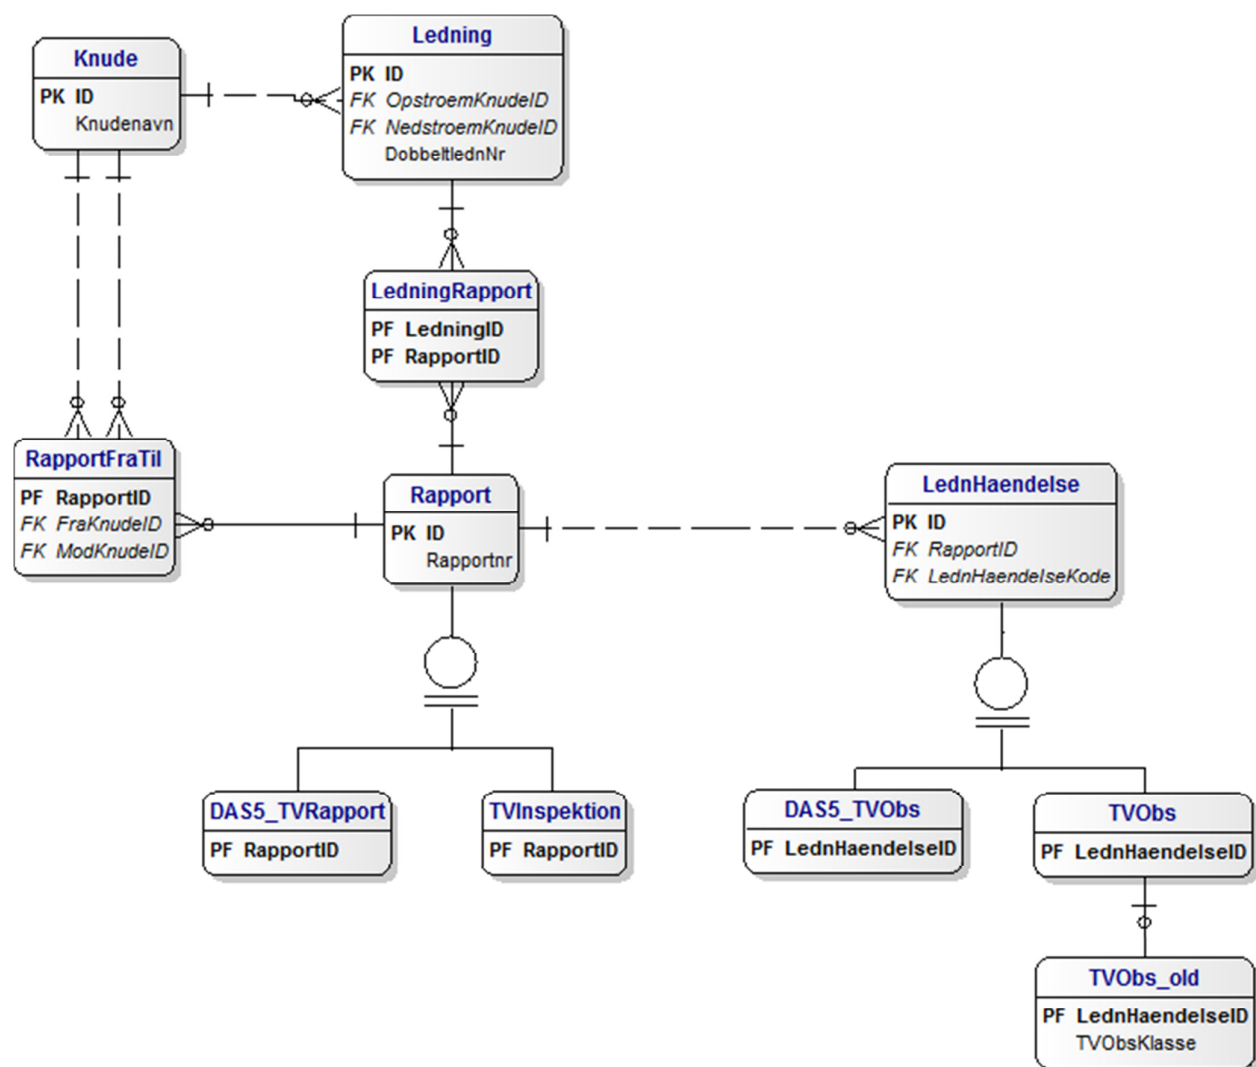 Knude
PK ID
Knudenavn
Ledning
PK ID
FK OpstroemKnudeID
FK NedstroemKnudeID
DobbeltlednNr
LedningRapport
PF LedningID
PF RapportID
RapportFraTil
PF RapportID
FK FraKnudeID
FK ModKnudeID
Rapport
PK ID
Rapportnr
LednHaendelse
PK ID
FK RapportID
FK LednHaendelseKode
DAS5_TVRapport
PF RapportID
TVInspektion
PF RapportID
DAS5_TVObs
PF LednHaendelseID
TVObs
PF LednHaendelseID
TVObs_old
PF LednHaendelseID
TVObsKlasse